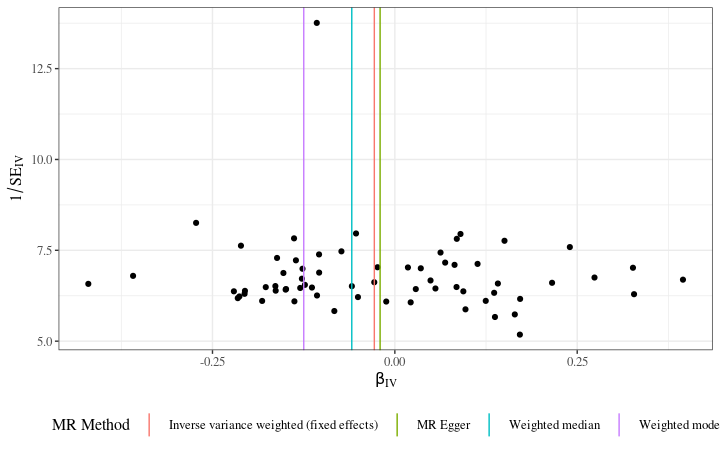 12.5
10.0
7.5
5.0
1/SE_IV
-0.25 0.00 0.25
β_IV
MR Method Inverse variance weighted (fixed effects) MR Egger Weighted median Weighted mode